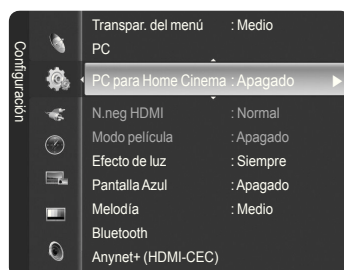 Configuración
Transpar. del menú : Medio
PC
PC para Home Cinema : Apagado
N.neg HDMI : Normal
Modo película : Apagado
Efecto de luz : Siempre
Pantalla Azul : Apagado
Melodía : Medio
Bluetooth
Anynet+ (HDMI-CEC)